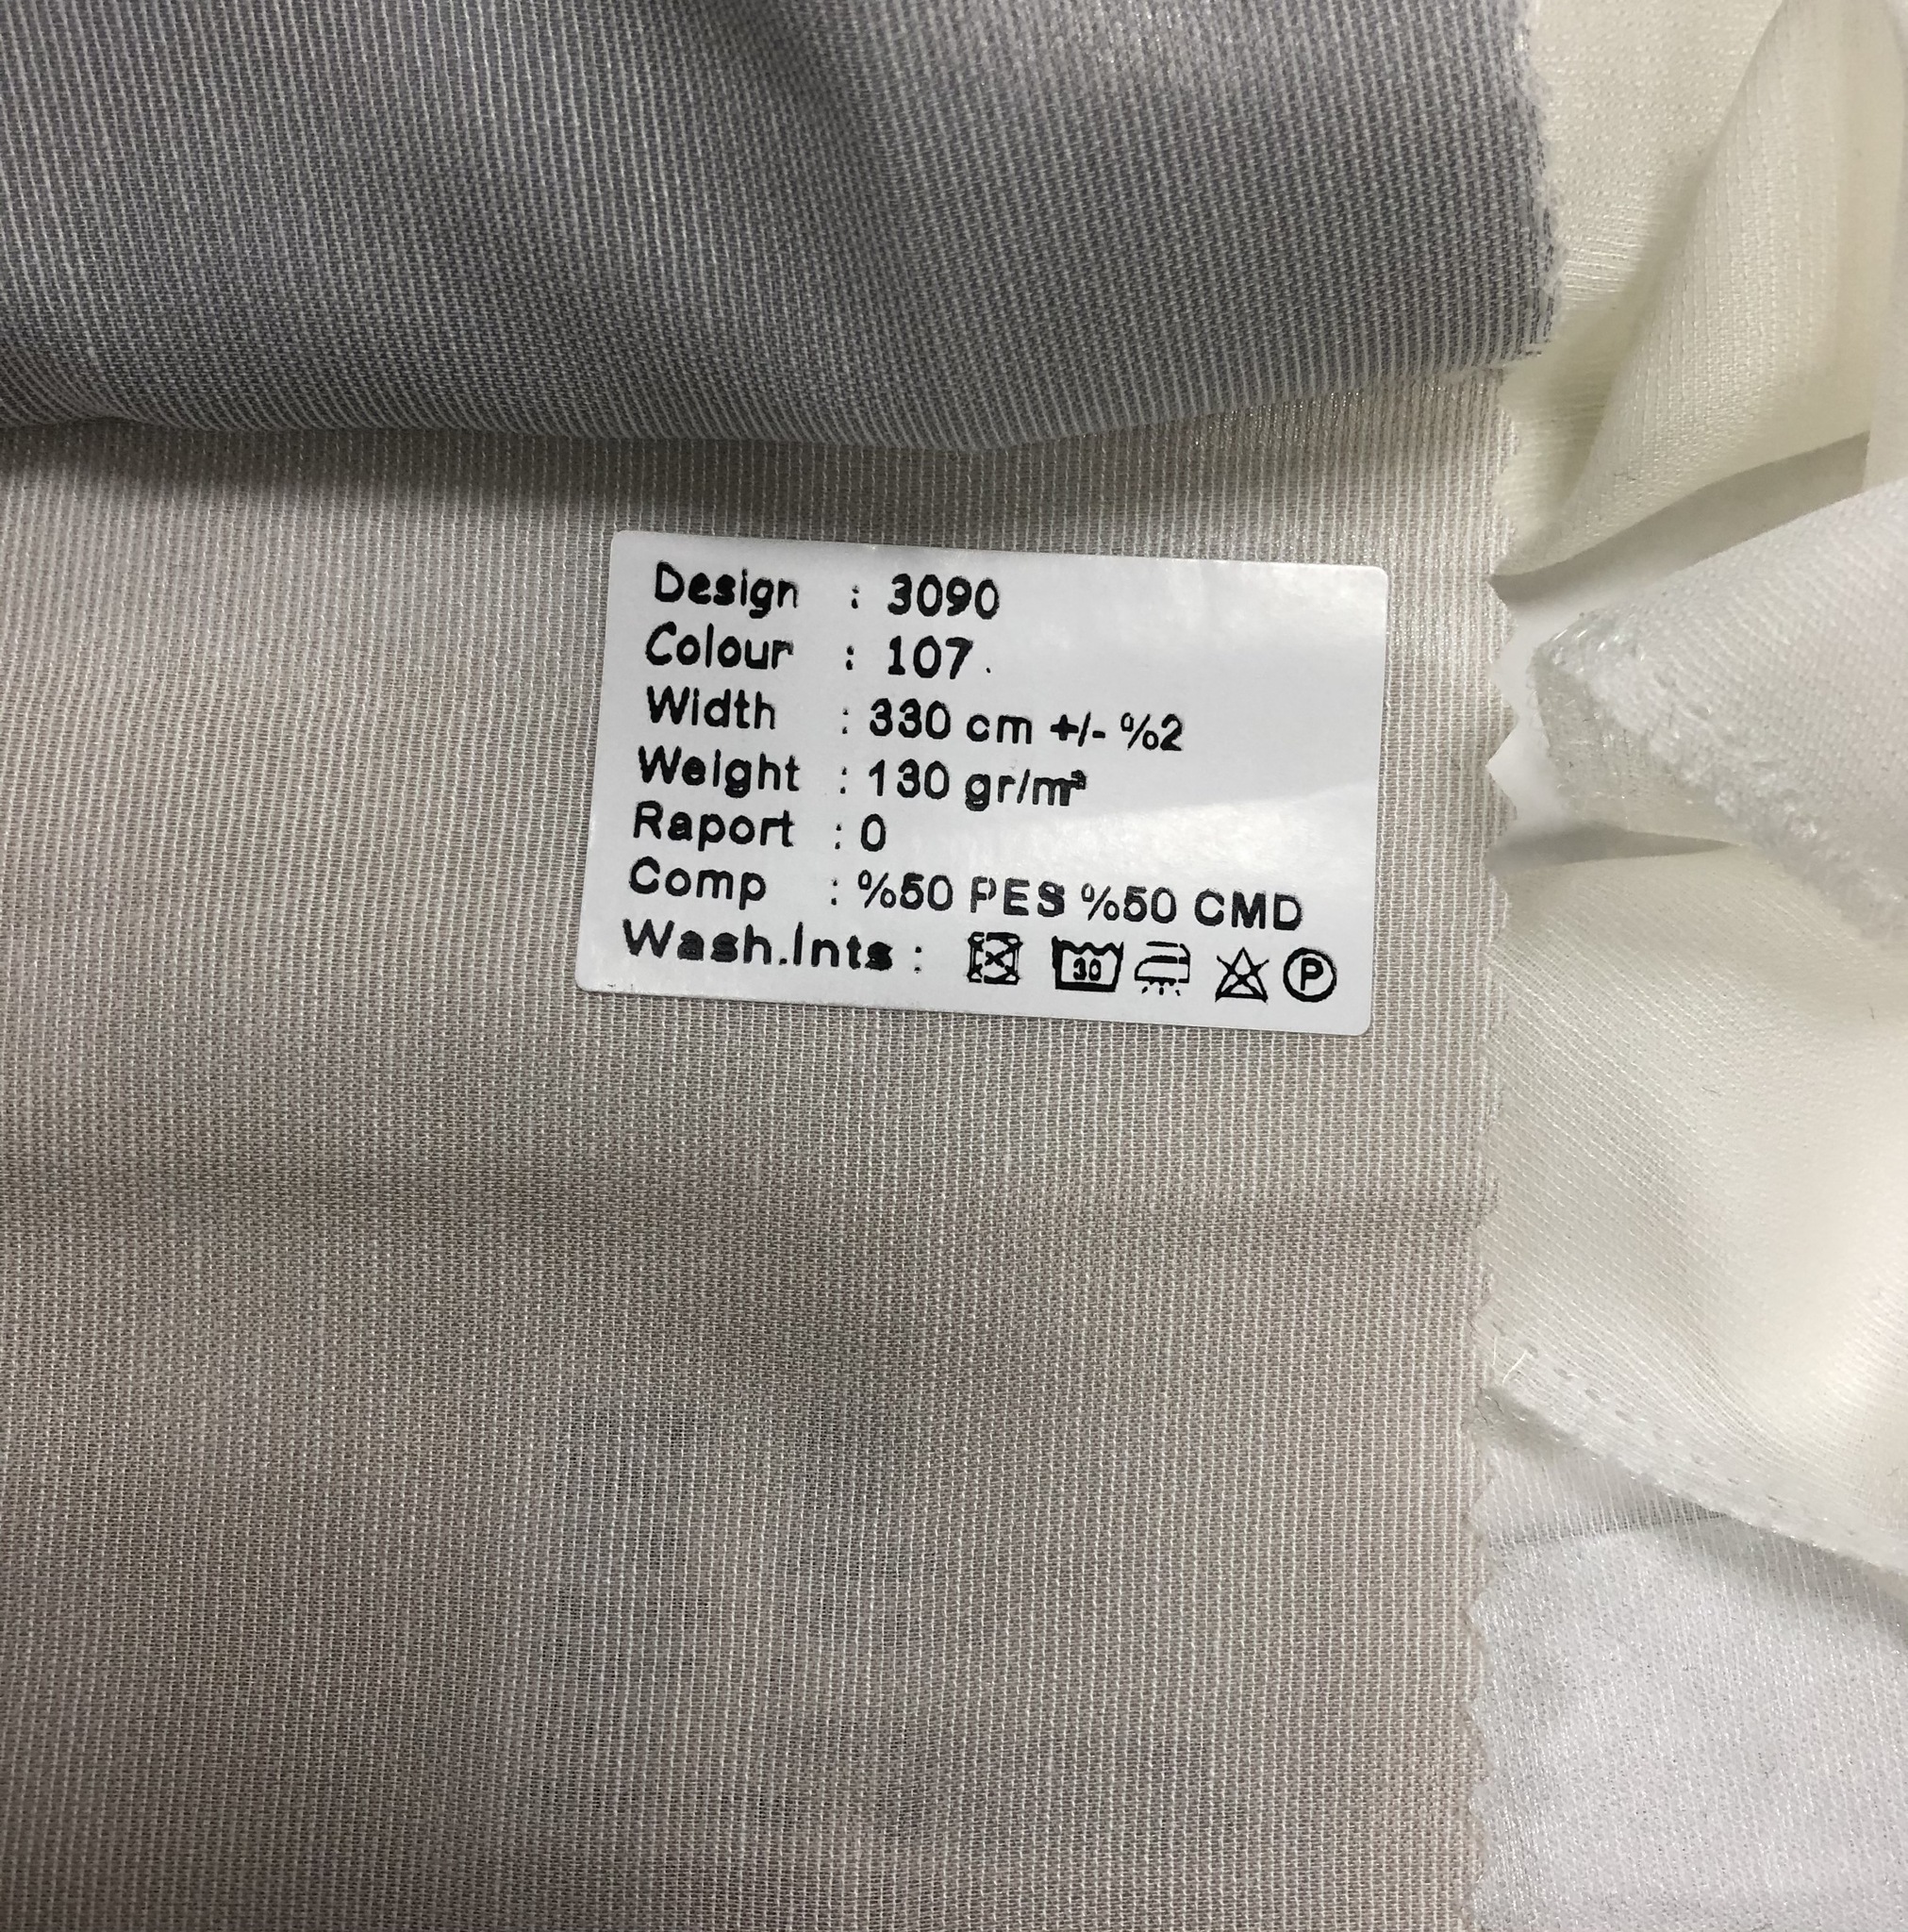 Design : 3090
Colour : 107
Width : 330 cm +/- %2
Weight : 130 gr/m²
Raport : 0
Comp : %50 PES %50 CMD
Wash.Ints : 30 P